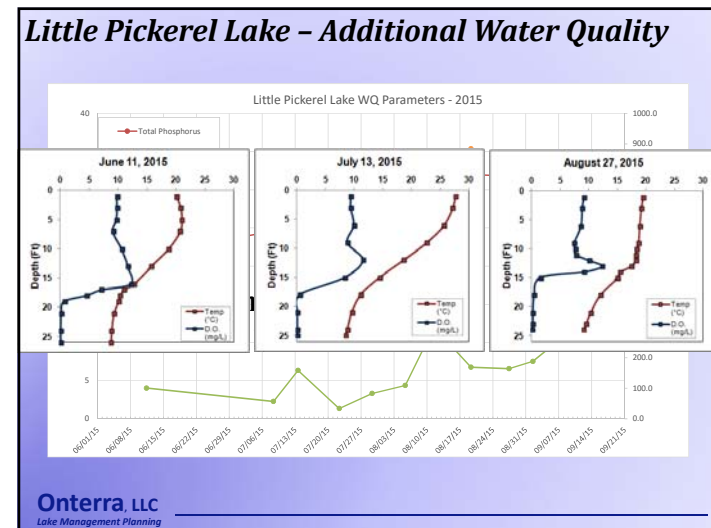 Little Pickerel Lake – Additional Water Quality
Little Pickerel Lake WQ Parameters - 2015
40
1000.0
Total Phosphorus
900.0
June 11, 2015
0 5 10 15 20 25 30
0
5
10
15
20
25
Depth (Ft)
Temp (°C)
D.O. (mg/L)
July 13, 2015
0 5 10 15 20 25 30
0
5
10
15
20
25
Depth (Ft)
Temp (°C)
D.O. (mg/L)
August 27, 2015
0 5 10 15 20 25 30
0
5
10
15
20
25
Depth (Ft)
Temp (°C)
D.O. (mg/L)
5
0
200.0
100.0
0.0
06/01/15 06/08/15 06/15/15 06/22/15 06/29/15 07/06/15 07/13/15 07/20/15 07/27/15 08/03/15 08/10/15 08/17/15 08/24/15 08/31/15 09/07/15 09/14/15 09/21/15
Onterra, LLC
Lake Management Planning